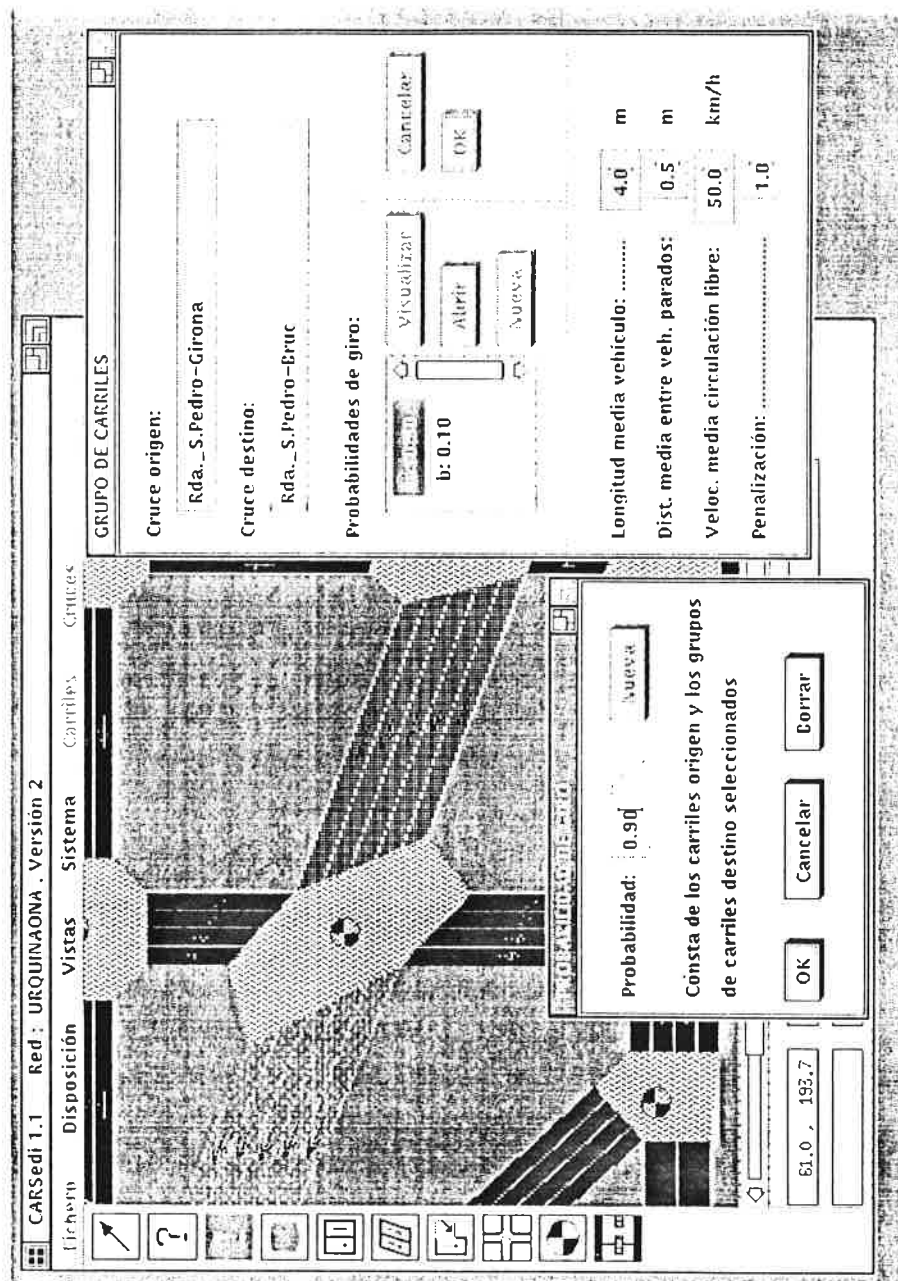 CARSedi 1.1 Red : URQUINAONA . Versión 2
Fichero Disposición Vistas Sistema Carriles Cruces
GRUPO DE CARRILES
Cruce origen:
Rda._S.Pedro-Girona
Cruce destino:
Rda._S.Pedro-Bruc
Probabilidades de giro:
b: 0.10
Visualizar
Abrir
Nueva
Cancelar
OK
Longitud media vehículo: .......... 4.0 m
Dist. media entre veh. parados: 0.5 m
Veloc. media circulación libre: 50.0 km/h
Penalización: .............................. 1.0
Probabilidad: 0.90
Nueva
Consta de los carriles origen y los grupos
de carriles destino seleccionados
OK Cancelar Borrar
61.0 , 193.7